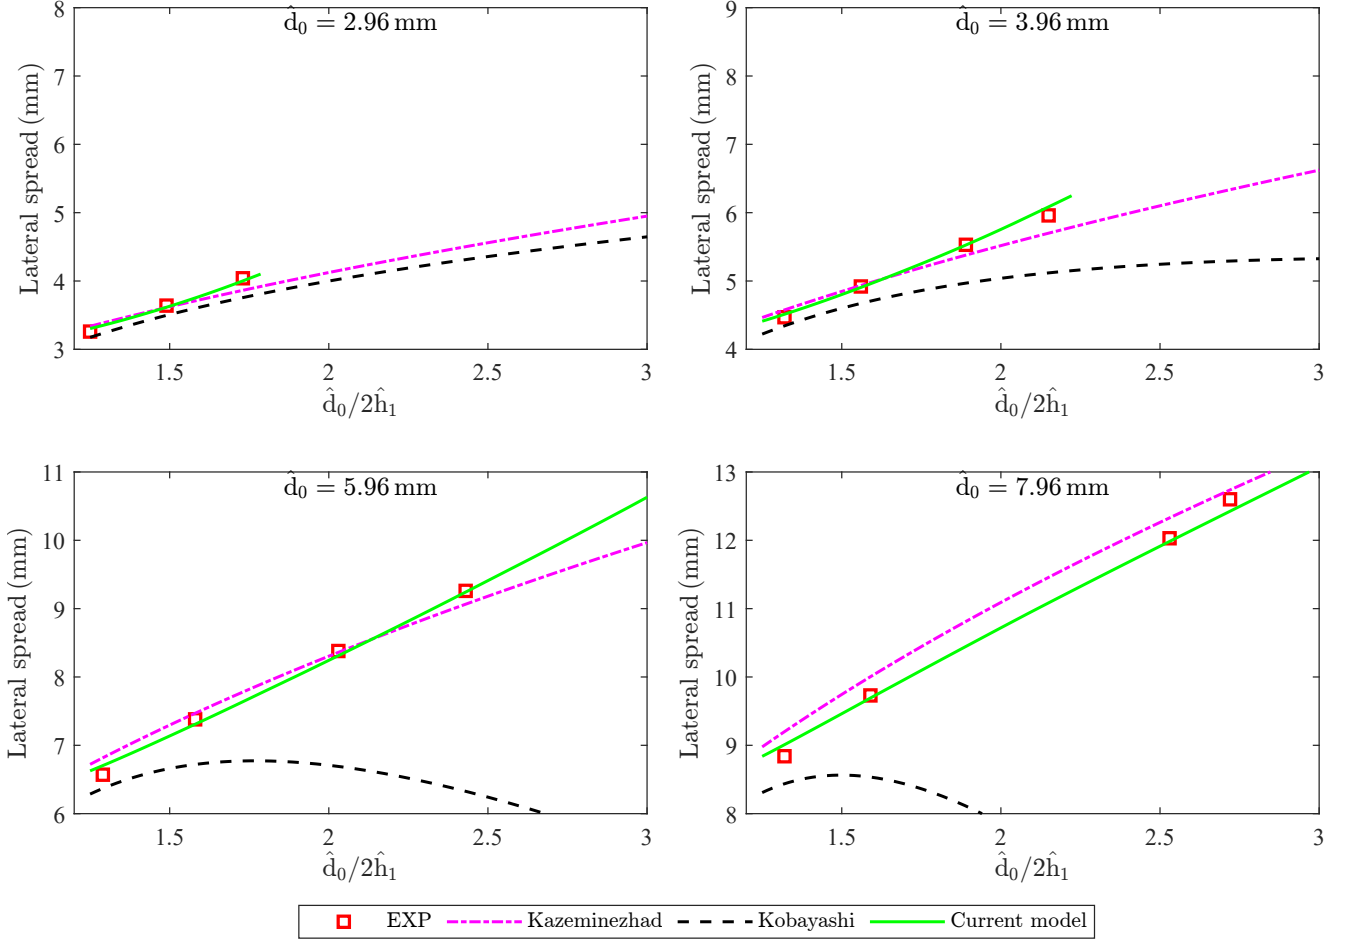 d̂₀ = 2.96 mm
8
7
6
5
4
3
Lateral spread (mm)
1.5 2 2.5 3
d̂₀/2ĥ₁
d̂₀ = 3.96 mm
9
8
7
6
5
4
Lateral spread (mm)
1.5 2 2.5 3
d̂₀/2ĥ₁
d̂₀ = 5.96 mm
11
10
9
8
7
6
Lateral spread (mm)
1.5 2 2.5 3
d̂₀/2ĥ₁
d̂₀ = 7.96 mm
13
12
11
10
9
8
Lateral spread (mm)
1.5 2 2.5 3
d̂₀/2ĥ₁
EXP Kazeminezhad Kobayashi Current model